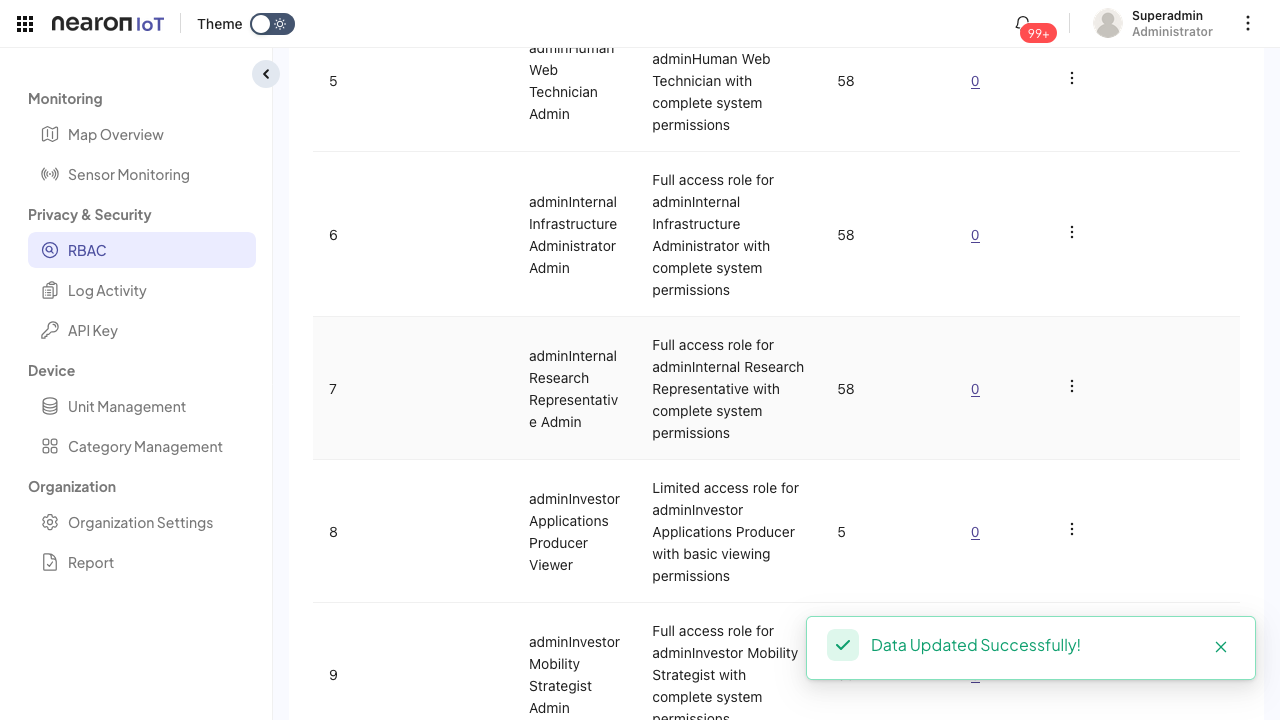 nearon IoT
Theme
99+
Superadmin
Administrator
Monitoring
Map Overview
Sensor Monitoring
Privacy & Security
RBAC
Log Activity
API Key
Device
Unit Management
Category Management
Organization
Organization Settings
Report
5
adminHuman
Web
Technician
Admin
adminHuman Web
Technician with
complete system
permissions
58
0
6
adminInternal
Infrastructure
Administrator
Admin
Full access role for
adminInternal
Infrastructure
Administrator with
complete system
permissions
58
0
7
adminInternal
Research
Representativ
e Admin
Full access role for
adminInternal Research
Representative with
complete system
permissions
58
0
8
adminInvestor
Applications
Producer
Viewer
Limited access role for
adminInvestor
Applications Producer
with basic viewing
permissions
5
0
9
adminInvestor
Mobility
Strategist
Admin
Full access role for
adminInvestor Mobility
Strategist with
complete system
permissions
Data Updated Successfully!